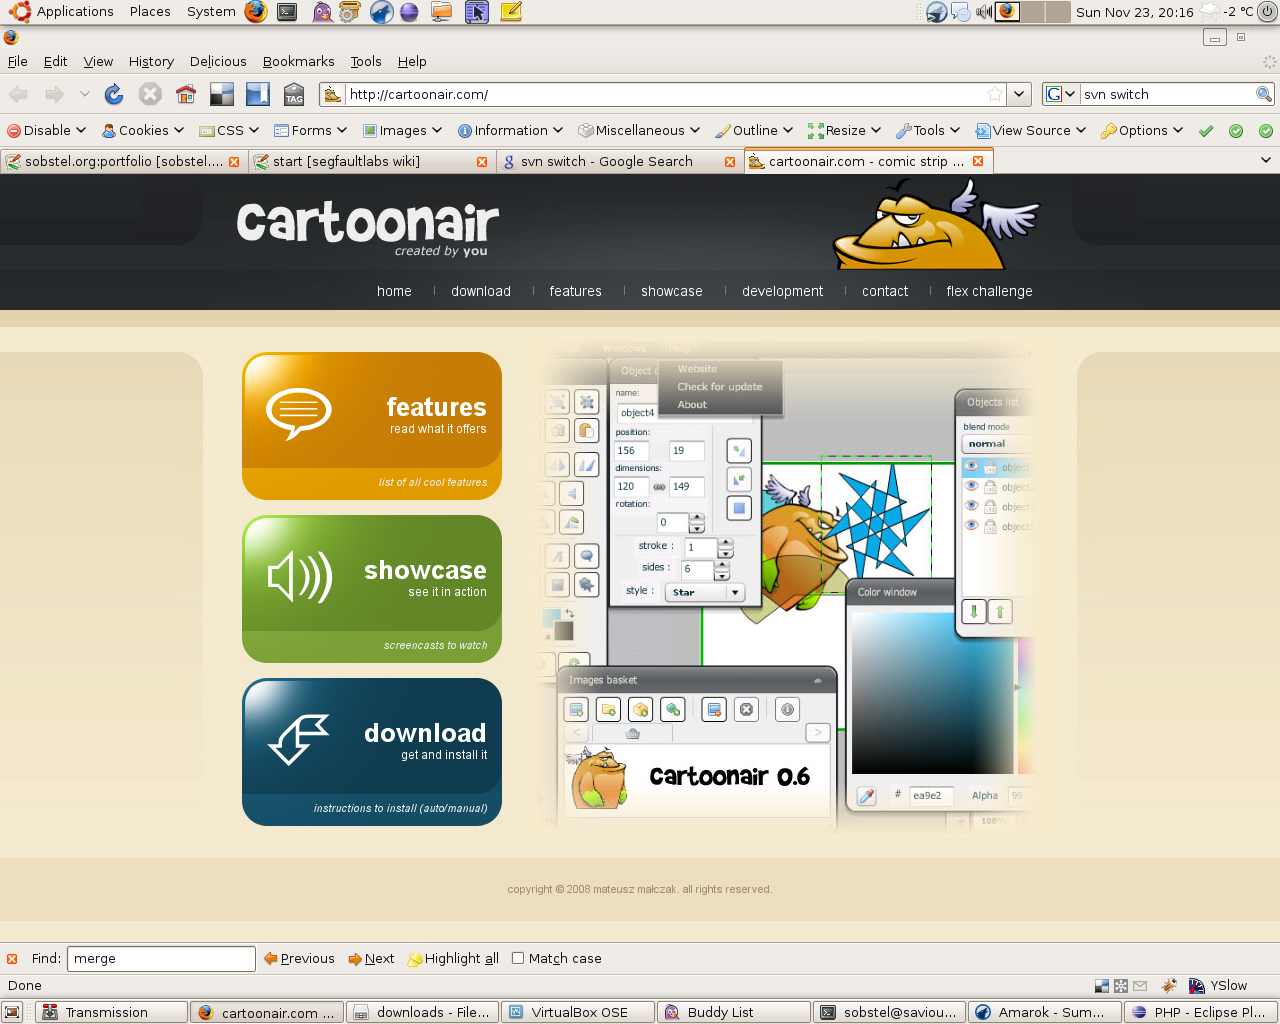 Applications Places System Sun Nov 23, 20:16 -2 °C
File Edit View History Delicious Bookmarks Tools Help
TAG http://cartoonair.com/ G svn switch
Disable Cookies CSS Forms Images Information Miscellaneous Outline Resize Tools View Source Options
sobstel.org:portfolio [sobstel.... start [segfaultlabs wiki] svn switch - Google Search cartoonair.com - comic strip ...
cartoonair
created by you
home download features showcase development contact flex challenge
features
read what it offers
list of all cool features
showcase
see it in action
screencasts to watch
download
get and install it
instructions to install (auto/manual)
Windows Help
Website
Check for update
About
name:
object4
position:
156 19
dimensions:
120 149
rotation:
0
stroke : 1
sides : 6
style : Star
Objects list
blend mode
normal
object
object
object
object
Color window
# ea9e2 Alpha 99
100%
Images basket
Cartoonair 0.6
copyright © 2008 mateusz małczak. all rights reserved.
Find: merge Previous Next Highlight all Match case
Done YSlow
Transmission cartoonair.com ... downloads - File... VirtualBox OSE Buddy List sobstel@saviou... Amarok - Sum... PHP - Eclipse Pl...